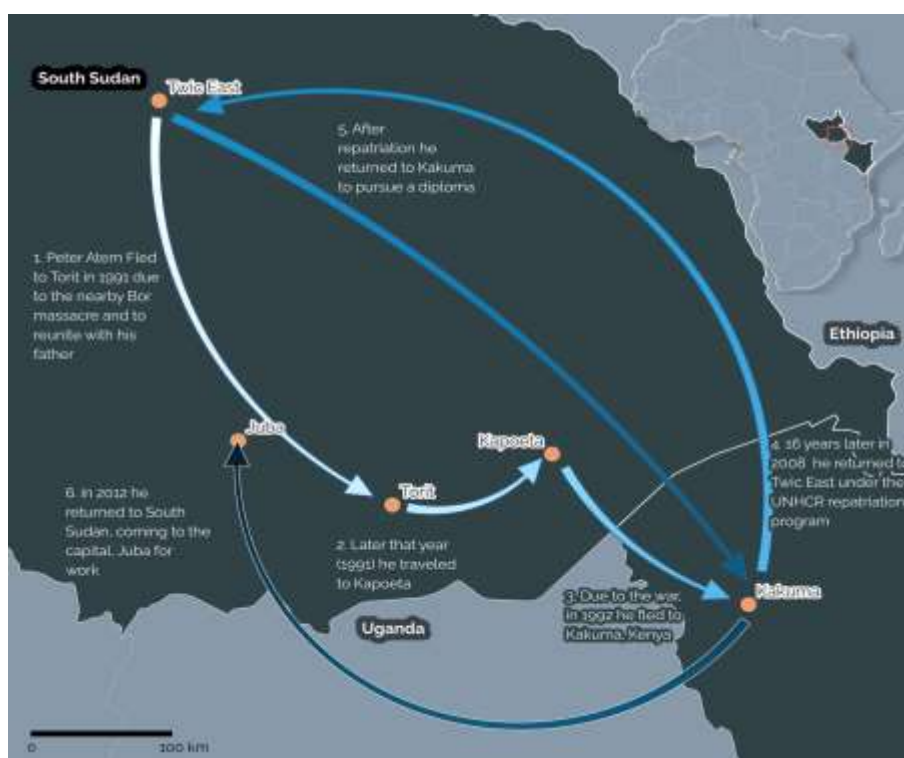 South Sudan
Twic East
5. After
repatriation he
returned to Kakuma
to pursue a diploma
1. Peter Atem Fled
to Torit in 1991 due
to the nearby Bor
massacre and to
reunite with his
father
Ethiopia
Juba
Kapoeta
Torit
4. 16 years later in
2008 he returned to
Twic East under the
UNHCR repatriation
program
6. In 2012 he
returned to South
Sudan, coming to the
capital, Juba for
work
2. Later that year
(1991) he traveled
to Kapoeta
3. Due to the war,
in 1992 he fled to
Kakuma, Kenya
Kakuma
Uganda
0 100 km